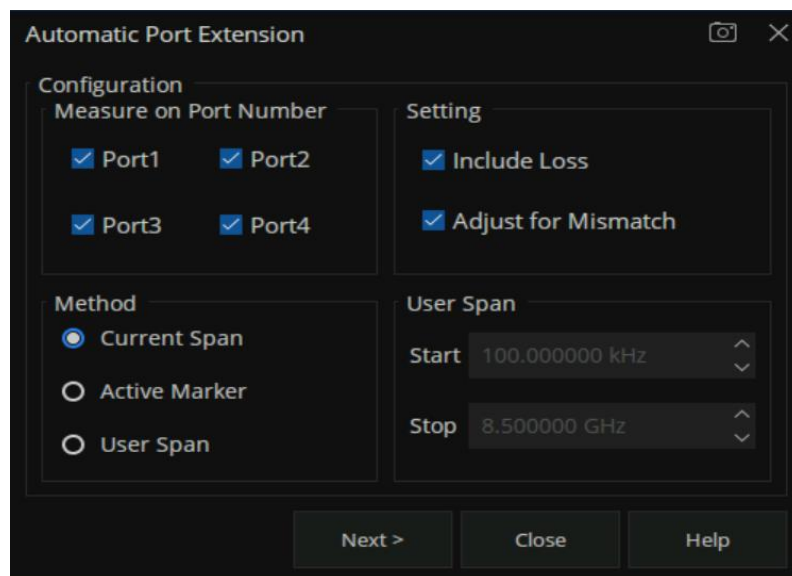 Automatic Port Extension
Configuration
Measure on Port Number
Port1 Port2
Port3 Port4
Setting
Include Loss
Adjust for Mismatch
Method
Current Span
Active Marker
User Span
User Span
Start 100.000000 kHz
Stop 8.500000 GHz
Next > Close Help